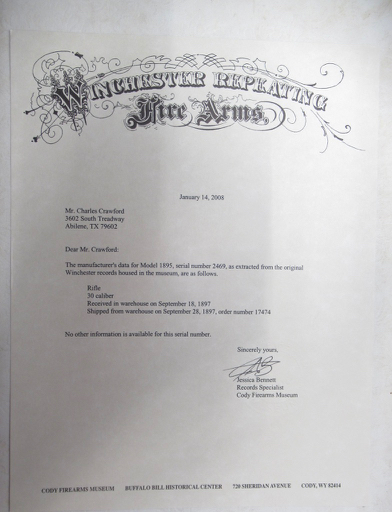 Winchester Repeating
Fire Arms.
January 14, 2008
Mr. Charles Crawford
3602 South Treadway
Abilene, TX 79602
Dear Mr. Crawford:
The manufacturer's data for Model 1895, serial number 2469, as extracted from the original
Winchester records housed in the museum, are as follows.
Rifle
30 caliber
Received in warehouse on September 18, 1897
Shipped from warehouse on September 28, 1897, order number 17474
No other information is available for this serial number.
Sincerely yours,
Jessica Bennett
Records Specialist
Cody Firearms Museum
CODY FIREARMS MUSEUM BUFFALO BILL HISTORICAL CENTER 720 SHERIDAN AVENUE CODY, WY 82414